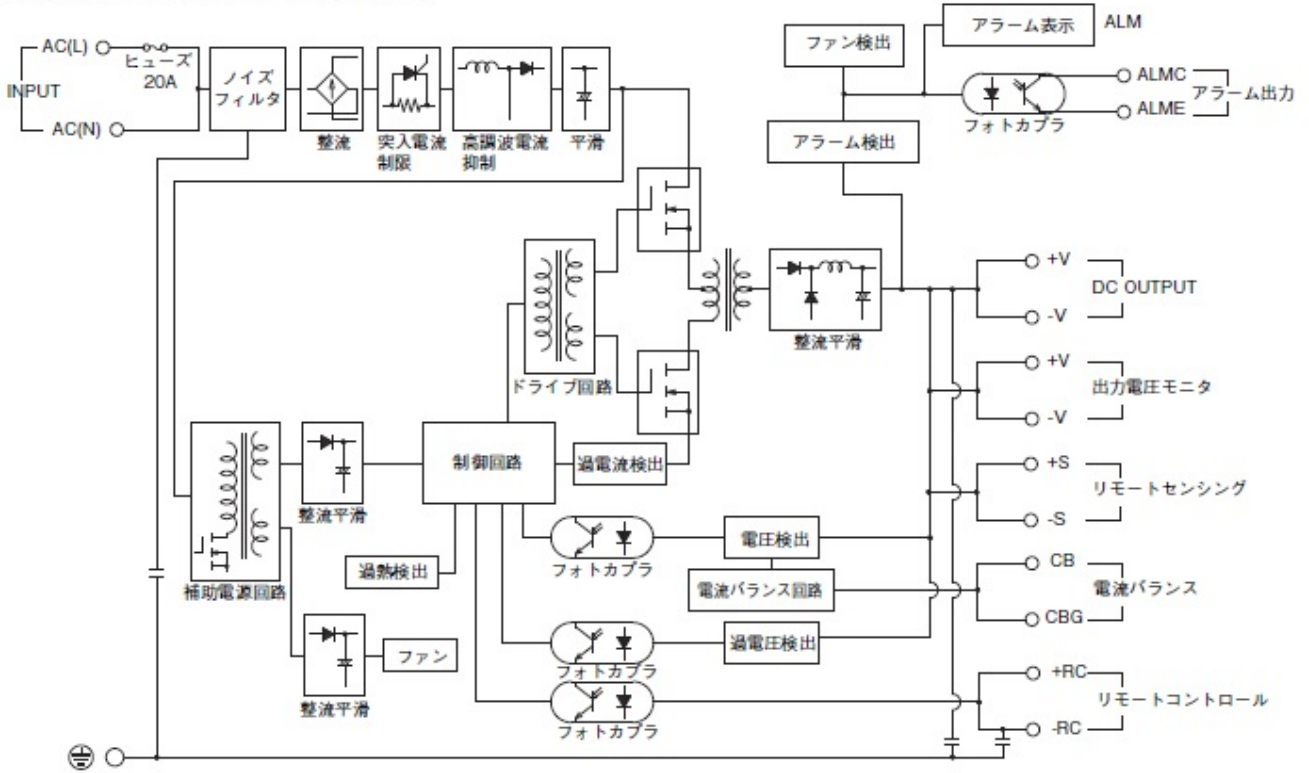 アラーム表示
ALM
ファン検出
AC(L)
ヒューズ
20A
INPUT
AC(N)
ノイズ
フィルタ
整流
突入電流
制限
高調波電流
抑制
平滑
ALMC
ALME
アラーム出力
フォトカプラ
アラーム検出
+V
-V
DC OUTPUT
整流平滑
ドライブ回路
+V
-V
出力電圧モニタ
制御回路
過電流検出
+S
-S
リモートセンシング
整流平滑
補助電源回路
過熱検出
フォトカプラ
電圧検出
電流バランス回路
CB
CBG
電流バランス
フォトカプラ
過電圧検出
ファン
整流平滑
フォトカプラ
+RC
-RC
リモートコントロール